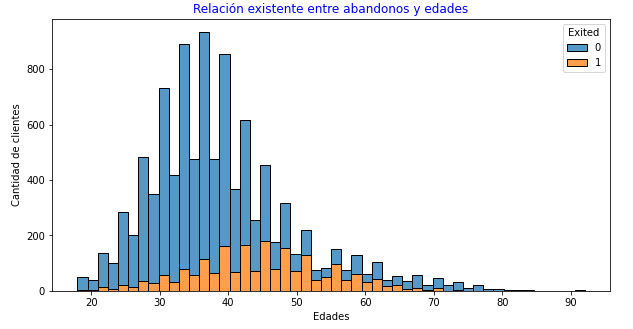 Relación existente entre abandonos y edades
Exited
0
1
Cantidad de clientes
800
600
400
200
0
20 30 40 50 60 70 80 90
Edades